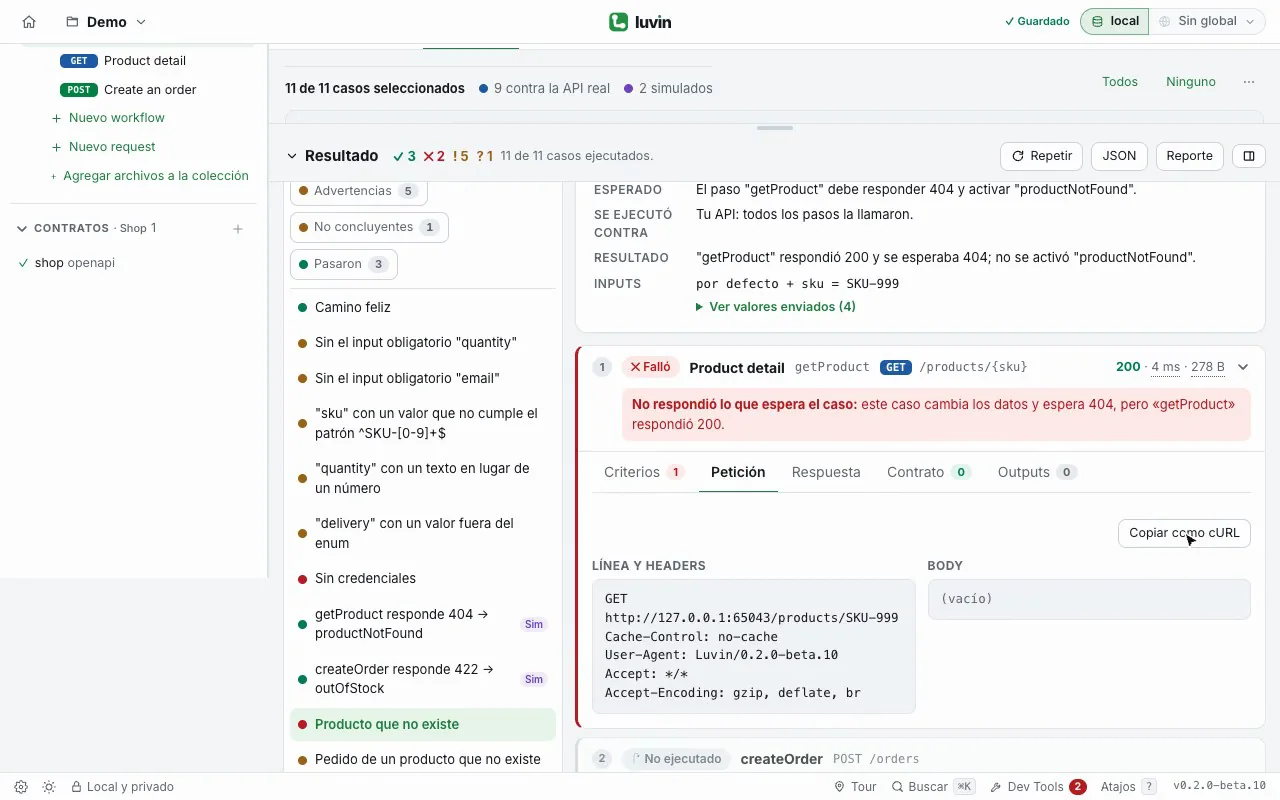 Demo
luvin
Guardado
local
Sin global
GET Product detail
POST Create an order
+ Nuevo workflow
+ Nuevo request
+ Agregar archivos a la colección
CONTRATOS · Shop 1 +
shop openapi
11 de 11 casos seleccionados 9 contra la API real 2 simulados
Todos Ninguno ···
Resultado ✓ 3 ✕ 2 ! 5 ? 1 11 de 11 casos ejecutados.
Repetir JSON Reporte
Advertencias 5
No concluyentes 1
Pasaron 3
Camino feliz
Sin el input obligatorio "quantity"
Sin el input obligatorio "email"
"sku" con un valor que no cumple el
patrón ^SKU-[0-9]+$
"quantity" con un texto en lugar de
un número
"delivery" con un valor fuera del
enum
Sin credenciales
getProduct responde 404 →
productNotFound Sim
createOrder responde 422 →
outOfStock Sim
Producto que no existe
Pedido de un producto que no existe
ESPERADO El paso "getProduct" debe responder 404 y activar "productNotFound".
SE EJECUTÓ
CONTRA Tu API: todos los pasos la llamaron.
RESULTADO "getProduct" respondió 200 y se esperaba 404; no se activó "productNotFound".
INPUTS por defecto + sku = SKU-999
Ver valores enviados (4)
1 ✕ Falló Product detail getProduct GET /products/{sku} 200 · 4 ms · 278 B
No respondió lo que espera el caso: este caso cambia los datos y espera 404, pero «getProduct»
respondió 200.
Criterios 1 Petición Respuesta Contrato 0 Outputs 0
Copiar como cURL
LÍNEA Y HEADERS
GET
http://127.0.0.1:65043/products/SKU-999
Cache-Control: no-cache
User-Agent: Luvin/0.2.0-beta.10
Accept: */*
Accept-Encoding: gzip, deflate, br
BODY
(vacío)
2 No ejecutado createOrder POST /orders
Local y privado
Tour Buscar ⌘K Dev Tools 2 Atajos ? v0.2.0-beta.10